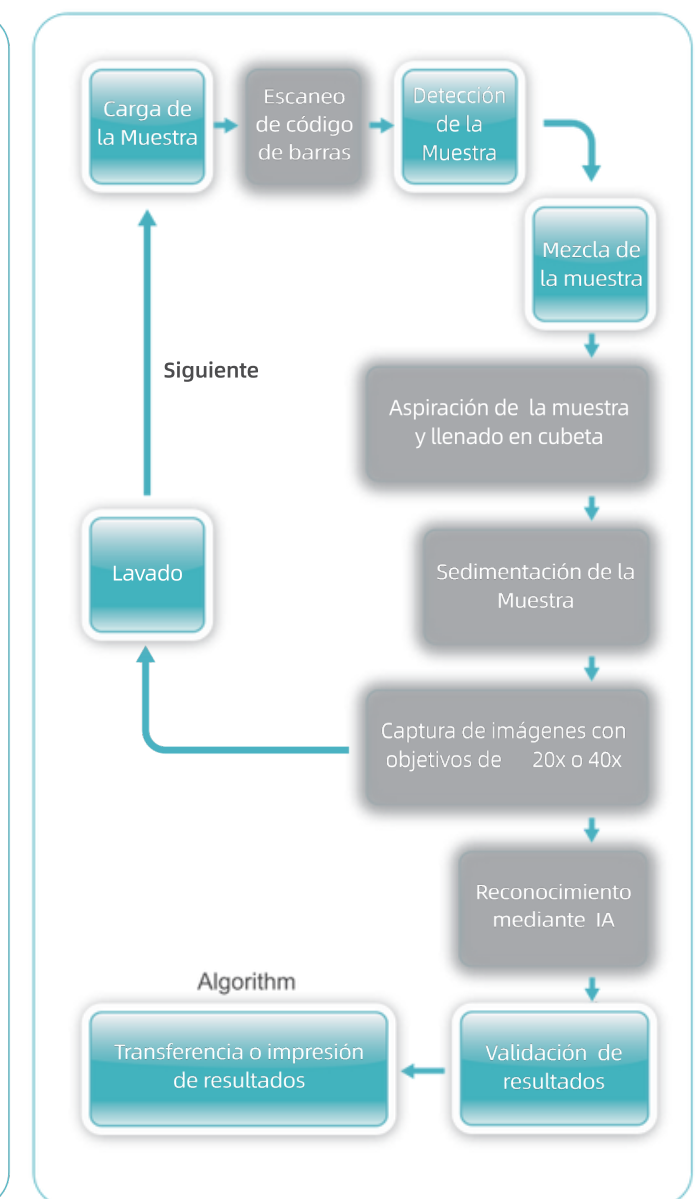 Carga de
la Muestra
Escaneo
de código
de barras
Detección
de la
Muestra
Mezcla de
la muestra
Aspiración de la muestra
y llenado en cubeta
Siguiente
Sedimentación de la
Muestra
Lavado
Captura de imágenes con
objetivos de 20x o 40x
Reconocimiento
mediante IA
Algorithm
Validación de
resultados
Transferencia o impresión
de resultados